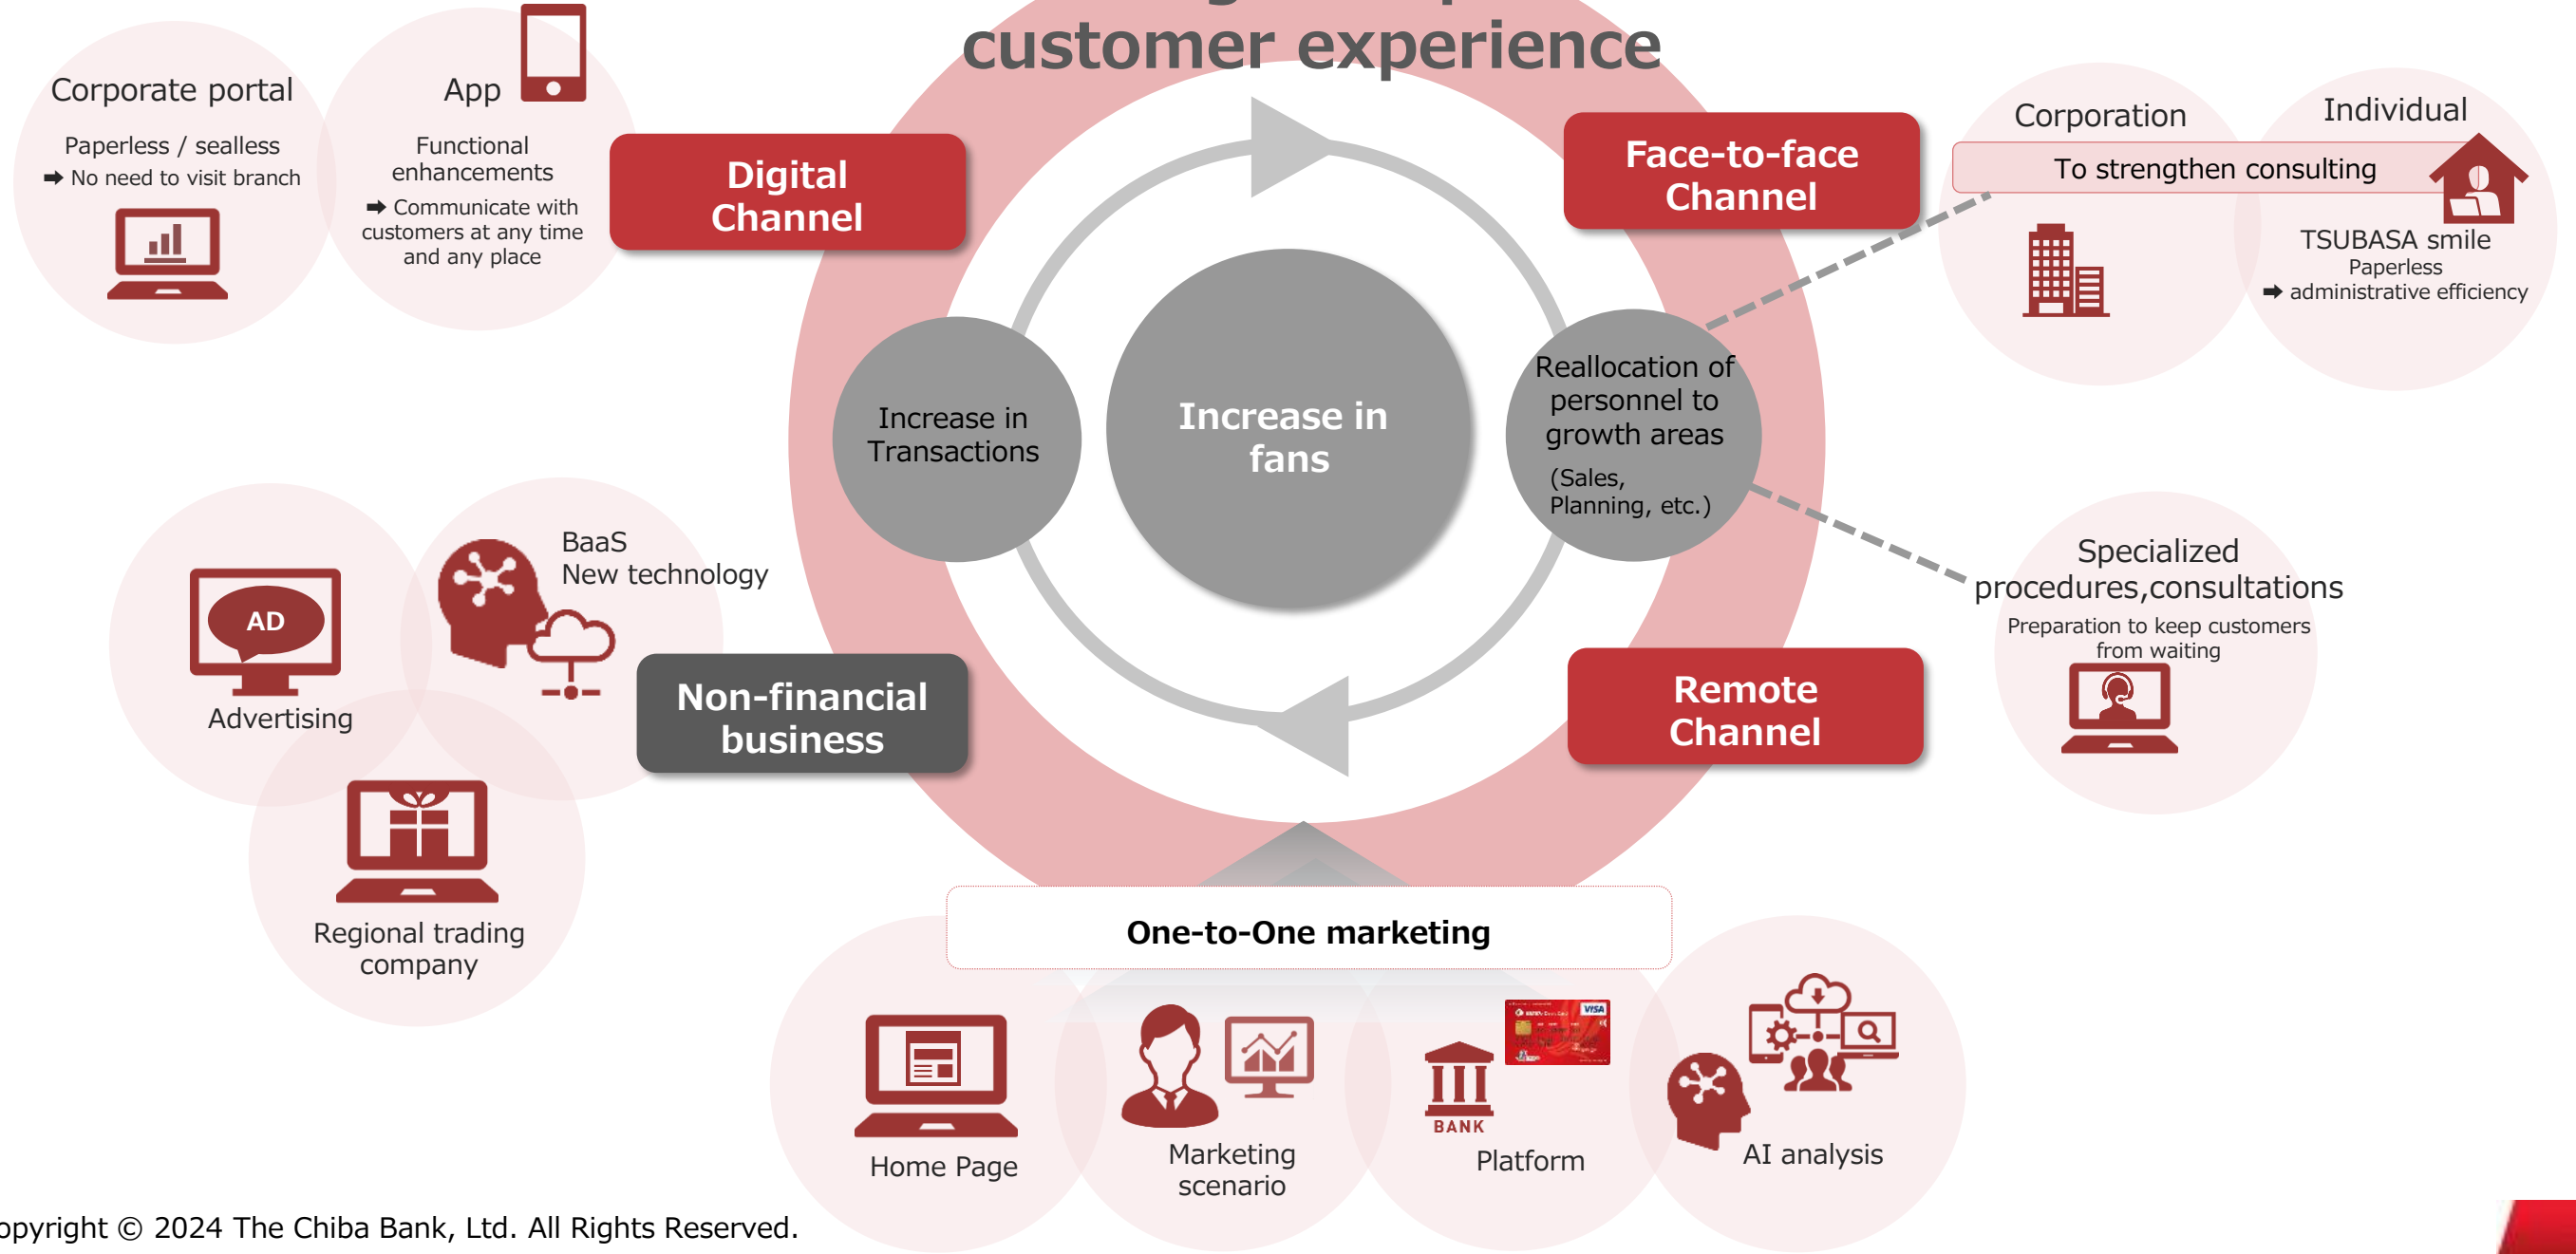 customer experience
Corporate portal
Paperless / sealless
➡ No need to visit branch
App
Functional
enhancements
➡ Communicate with
customers at any time
and any place
Digital
Channel
Face-to-face
Channel
Corporation
Individual
To strengthen consulting
TSUBASA smile
Paperless
➡ administrative efficiency
Increase in
Transactions
Increase in
fans
Reallocation of
personnel to
growth areas
(Sales,
Planning, etc.)
AD
Advertising
BaaS
New technology
Regional trading
company
Non-financial
business
Remote
Channel
Specialized
procedures,consultations
Preparation to keep customers
from waiting
One-to-One marketing
Home Page
Marketing
scenario
VISA
BANK
Platform
AI analysis
opyright © 2024 The Chiba Bank, Ltd. All Rights Reserved.